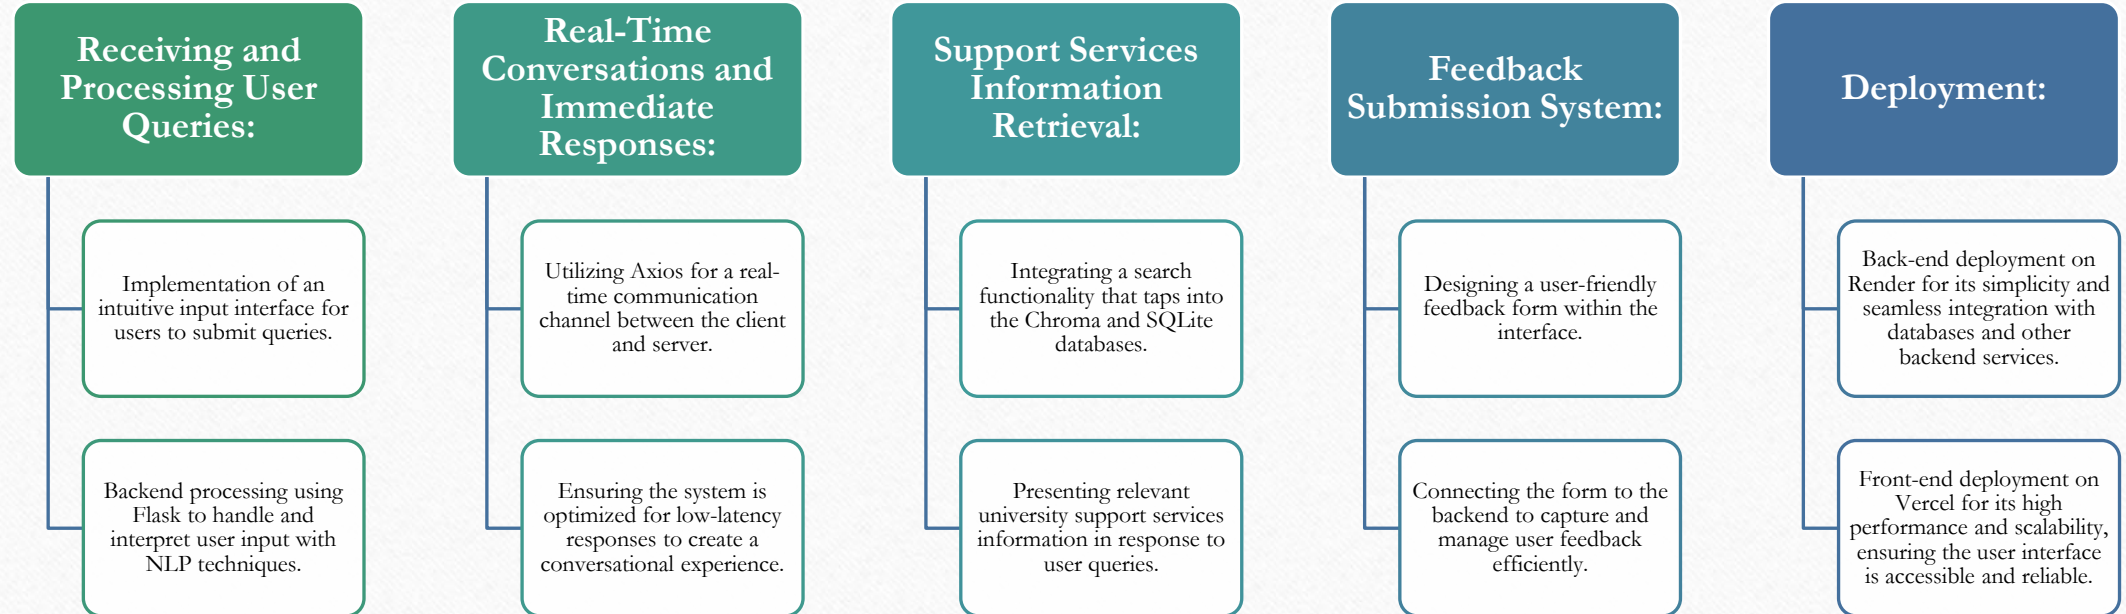 Receiving and
Processing User
Queries:
Implementation of an
intuitive input interface for
users to submit queries.
Backend processing using
Flask to handle and
interpret user input with
NLP techniques.
Real-Time
Conversations and
Immediate
Responses:
Utilizing Axios for a real-
time communication
channel between the client
and server.
Ensuring the system is
optimized for low-latency
responses to create a
conversational experience.
Support Services
Information
Retrieval:
Integrating a search
functionality that taps into
the Chroma and SQLite
databases.
Presenting relevant
university support services
information in response to
user queries.
Feedback
Submission System:
Designing a user-friendly
feedback form within the
interface.
Connecting the form to the
backend to capture and
manage user feedback
efficiently.
Deployment:
Back-end deployment on
Render for its simplicity and
seamless integration with
databases and other
backend services.
Front-end deployment on
Vercel for its high
performance and scalability,
ensuring the user interface
is accessible and reliable.